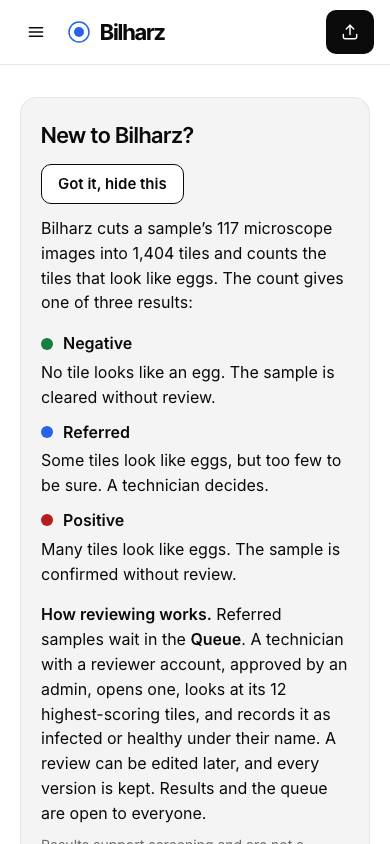 Bilharz
New to Bilharz?
Got it, hide this
Bilharz cuts a sample’s 117 microscope
images into 1,404 tiles and counts the
tiles that look like eggs. The count gives
one of three results:
Negative
No tile looks like an egg. The sample is
cleared without review.
Referred
Some tiles look like eggs, but too few to
be sure. A technician decides.
Positive
Many tiles look like eggs. The sample is
confirmed without review.
How reviewing works. Referred
samples wait in the Queue. A technician
with a reviewer account, approved by an
admin, opens one, looks at its 12
highest-scoring tiles, and records it as
infected or healthy under their name. A
review can be edited later, and every
version is kept. Results and the queue
are open to everyone.
Results support screening and are not a